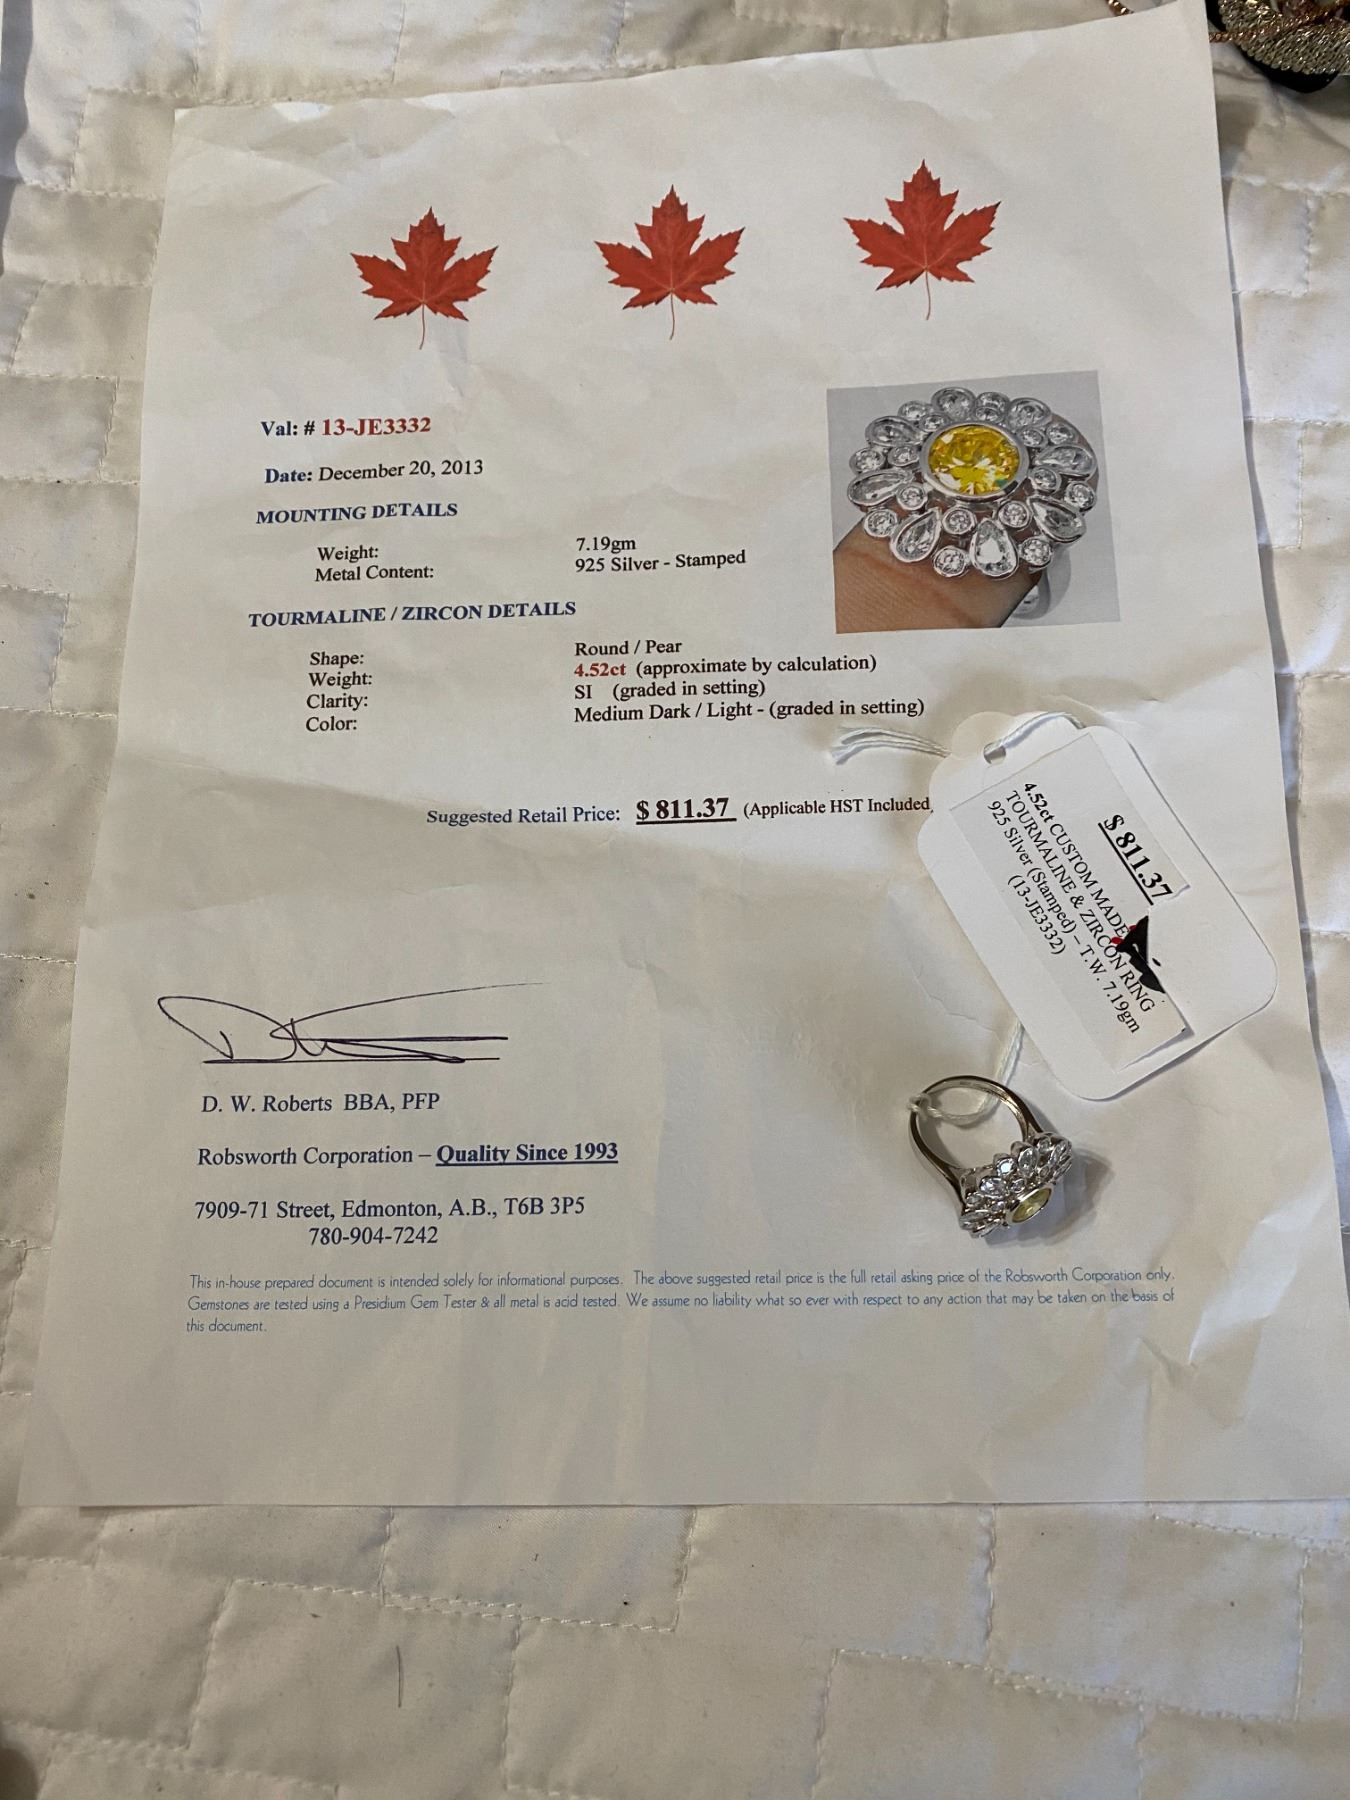 Val: # 13-JE3332
Date: December 20, 2013
MOUNTING DETAILS
Weight: 7.19gm
Metal Content: 925 Silver - Stamped
TOURMALINE / ZIRCON DETAILS
Shape: Round / Pear
Weight: 4.52ct (approximate by calculation)
Clarity: SI (graded in setting)
Color: Medium Dark / Light - (graded in setting)
Suggested Retail Price: $ 811.37 (Applicable HST Included
$ 811.37
4.52ct CUSTOM MADE
TOURMALINE & ZIRCON RING
925 Silver (Stamped) – T.W. 7.19gm
(13-JE3332)
D. W. Roberts BBA, PFP
Robsworth Corporation – Quality Since 1993
7909-71 Street, Edmonton, A.B., T6B 3P5
780-904-7242
This in-house prepared document is intended solely for informational purposes. The above suggested retail price is the full retail asking price of the Robsworth Corporation only.
Gemstones are tested using a Presidium Gem Tester & all metal is acid tested. We assume no liability what so ever with respect to any action that may be taken on the basis of
this document.